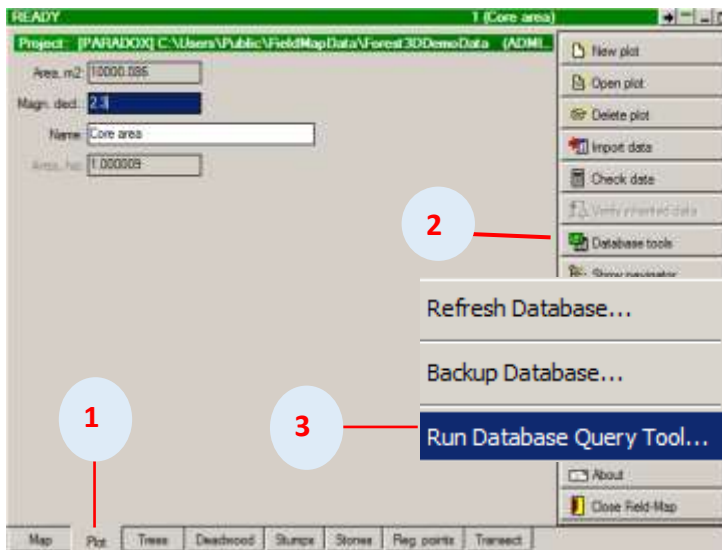 READY 1 (Core area)
Project: [PARADOX] C:\Users\Public\FieldMapData\Forest3DDemoData (ADMI...
Area, m2: 10000.086
Magn. decl.: 2.3
Name: Core area
Area, ha: 1.000009
New plot
Open plot
Delete plot
Import data
Check data
Verify inherited data
2
Database tools
Show navigator
Refresh Database...
Backup Database...
1
3
Run Database Query Tool...
About
Close Field-Map
Map Plot Trees Deadwood Stumps Stones Reg. points Transect